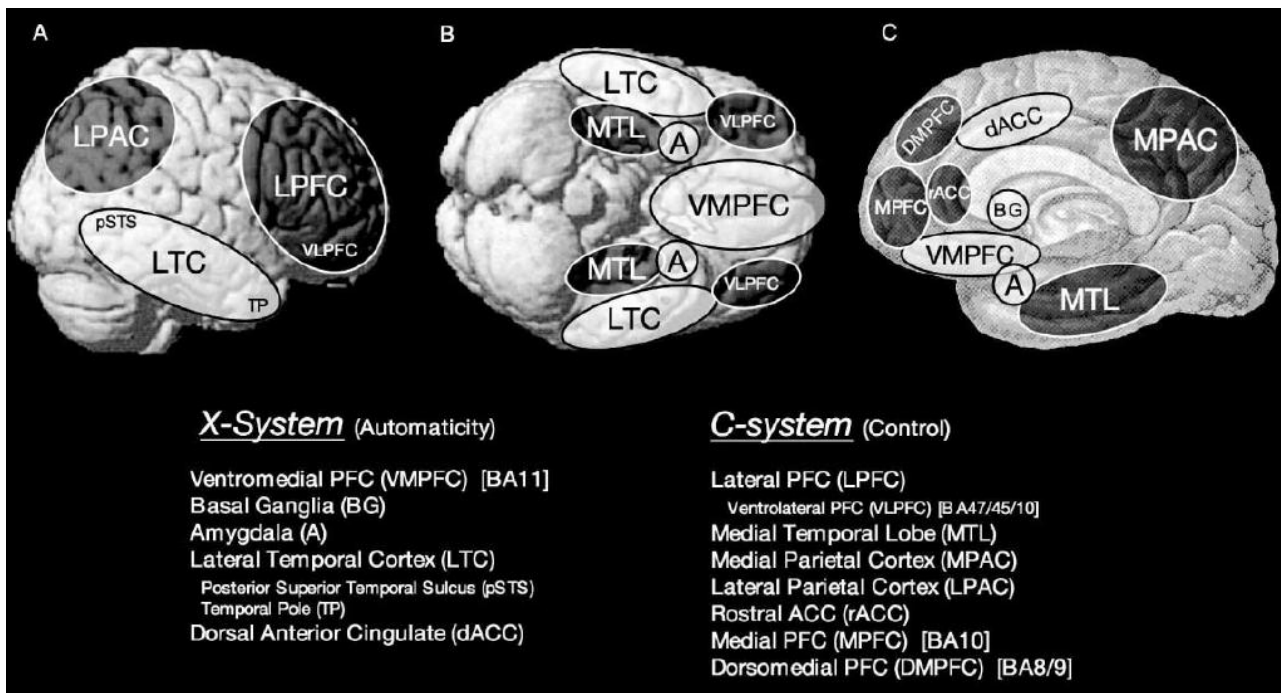 A
B
C
LPAC
LPFC
VLPFC
pSTS
LTC
TP
LTC
MTL
A
VLPFC
VMPFC
MTL
A
VLPFC
LTC
DMPFC
dACC
MPAC
MPFC
rACC
BG
VMPFC
A
MTL
X-System (Automaticity)
Ventromedial PFC (VMPFC) [BA11]
Basal Ganglia (BG)
Amygdala (A)
Lateral Temporal Cortex (LTC)
Posterior Superior Temporal Sulcus (pSTS)
Temporal Pole (TP)
Dorsal Anterior Cingulate (dACC)
C-system (Control)
Lateral PFC (LPFC)
Ventrolateral PFC (VLPFC) [BA47/45/10]
Medial Temporal Lobe (MTL)
Medial Parietal Cortex (MPAC)
Lateral Parietal Cortex (LPAC)
Rostral ACC (rACC)
Medial PFC (MPFC) [BA10]
Dorsomedial PFC (DMPFC) [BA8/9]